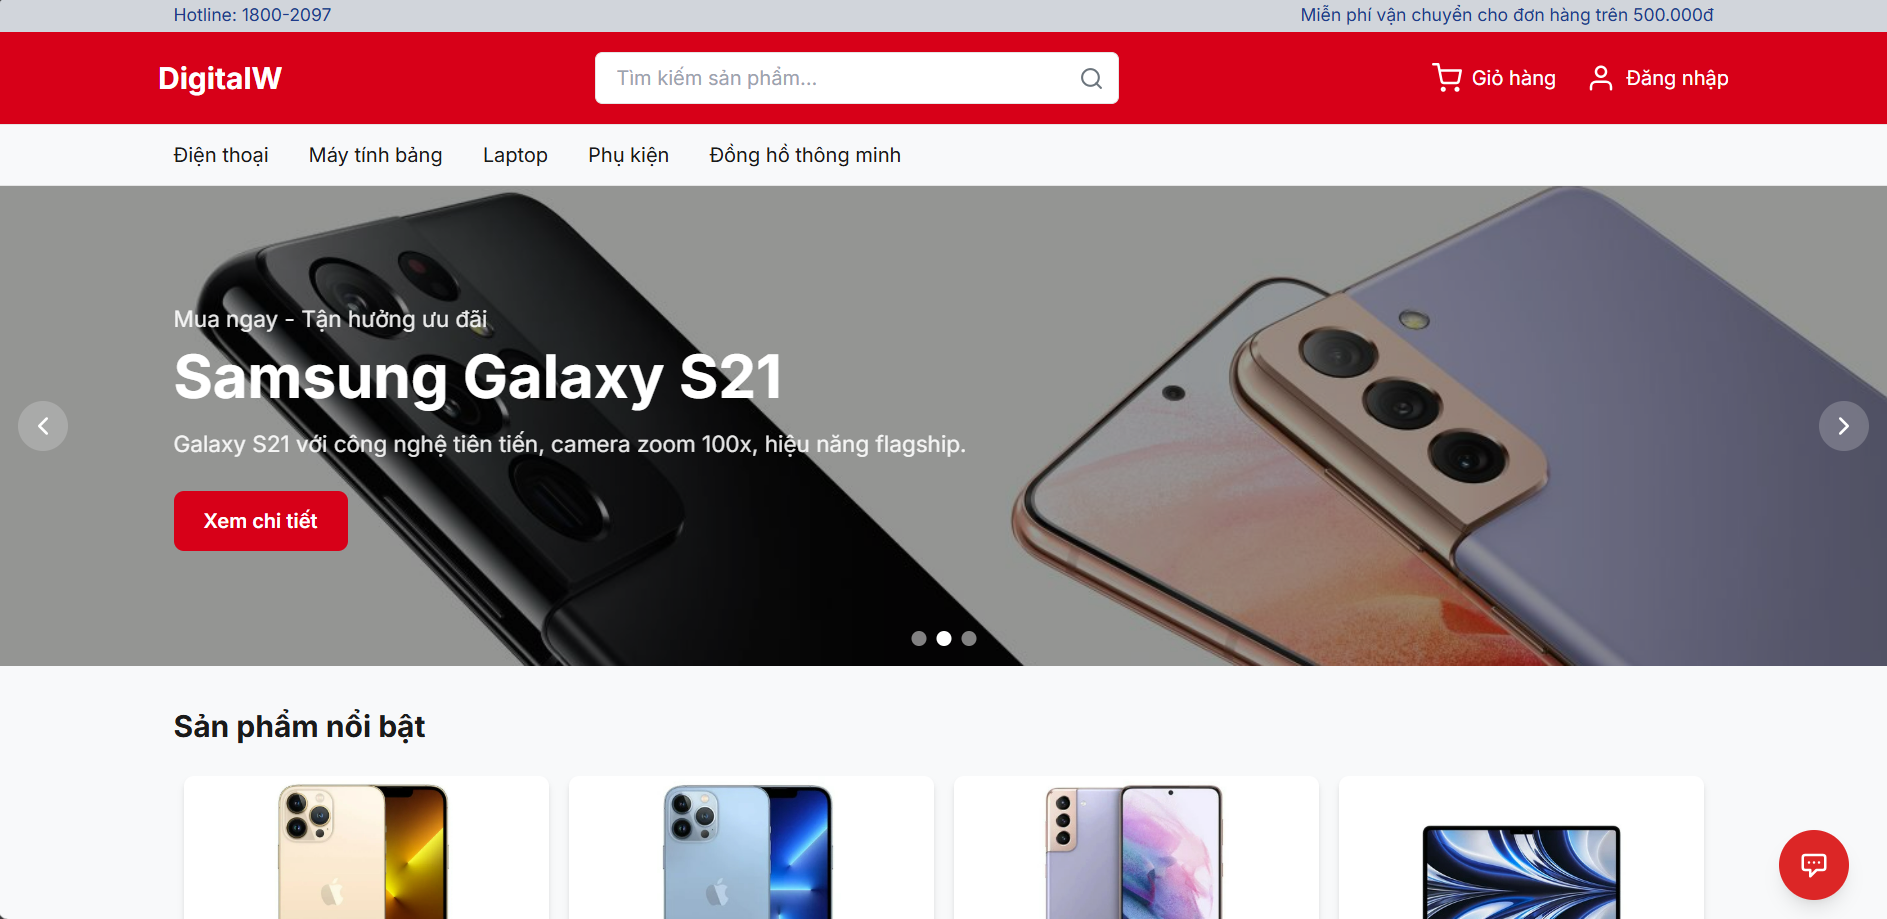 Hotline: 1800-2097
Miễn phí vận chuyển cho đơn hàng trên 500.000đ
DigitalW
Tìm kiếm sản phẩm...
Giỏ hàng
Đăng nhập
Điện thoại
Máy tính bảng
Laptop
Phụ kiện
Đồng hồ thông minh
Mua ngay - Tận hưởng ưu đãi
Samsung Galaxy S21
Galaxy S21 với công nghệ tiên tiến, camera zoom 100x, hiệu năng flagship.
Xem chi tiết
Sản phẩm nổi bật